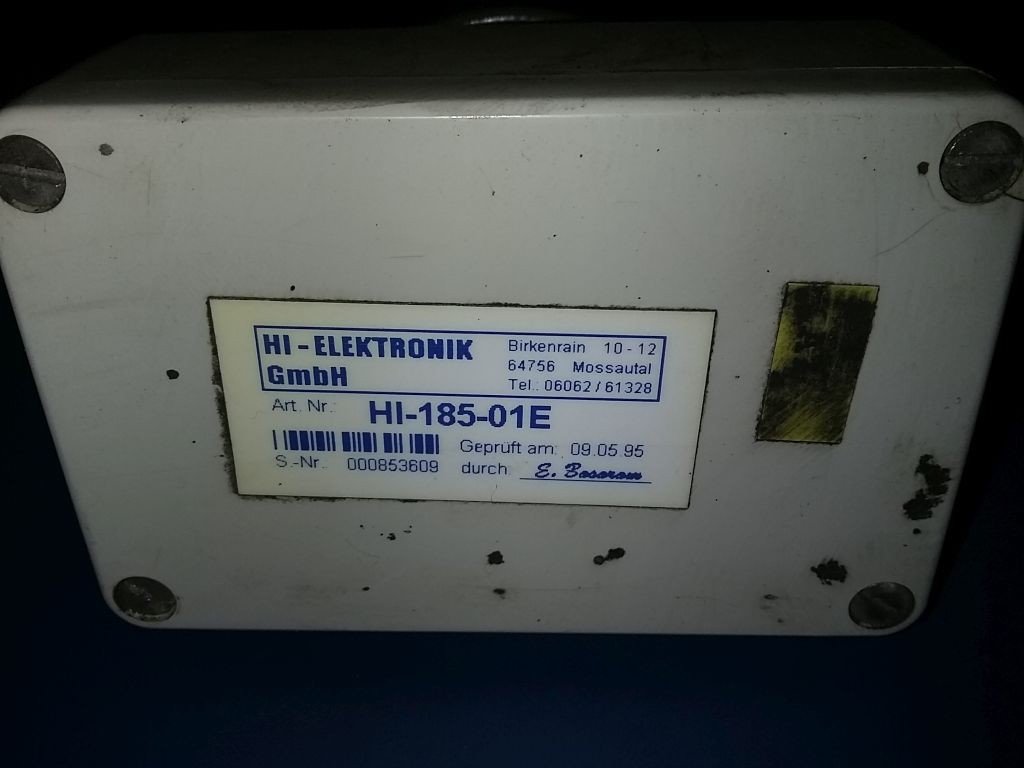 HI - ELEKTRONIK
GmbH
Birkenrain 10 - 12
64756 Mossautal
Tel.: 06062 / 61328
Art. Nr.: HI-185-01E
Geprüft am: 09.05.95
S.-Nr. 000853609 durch